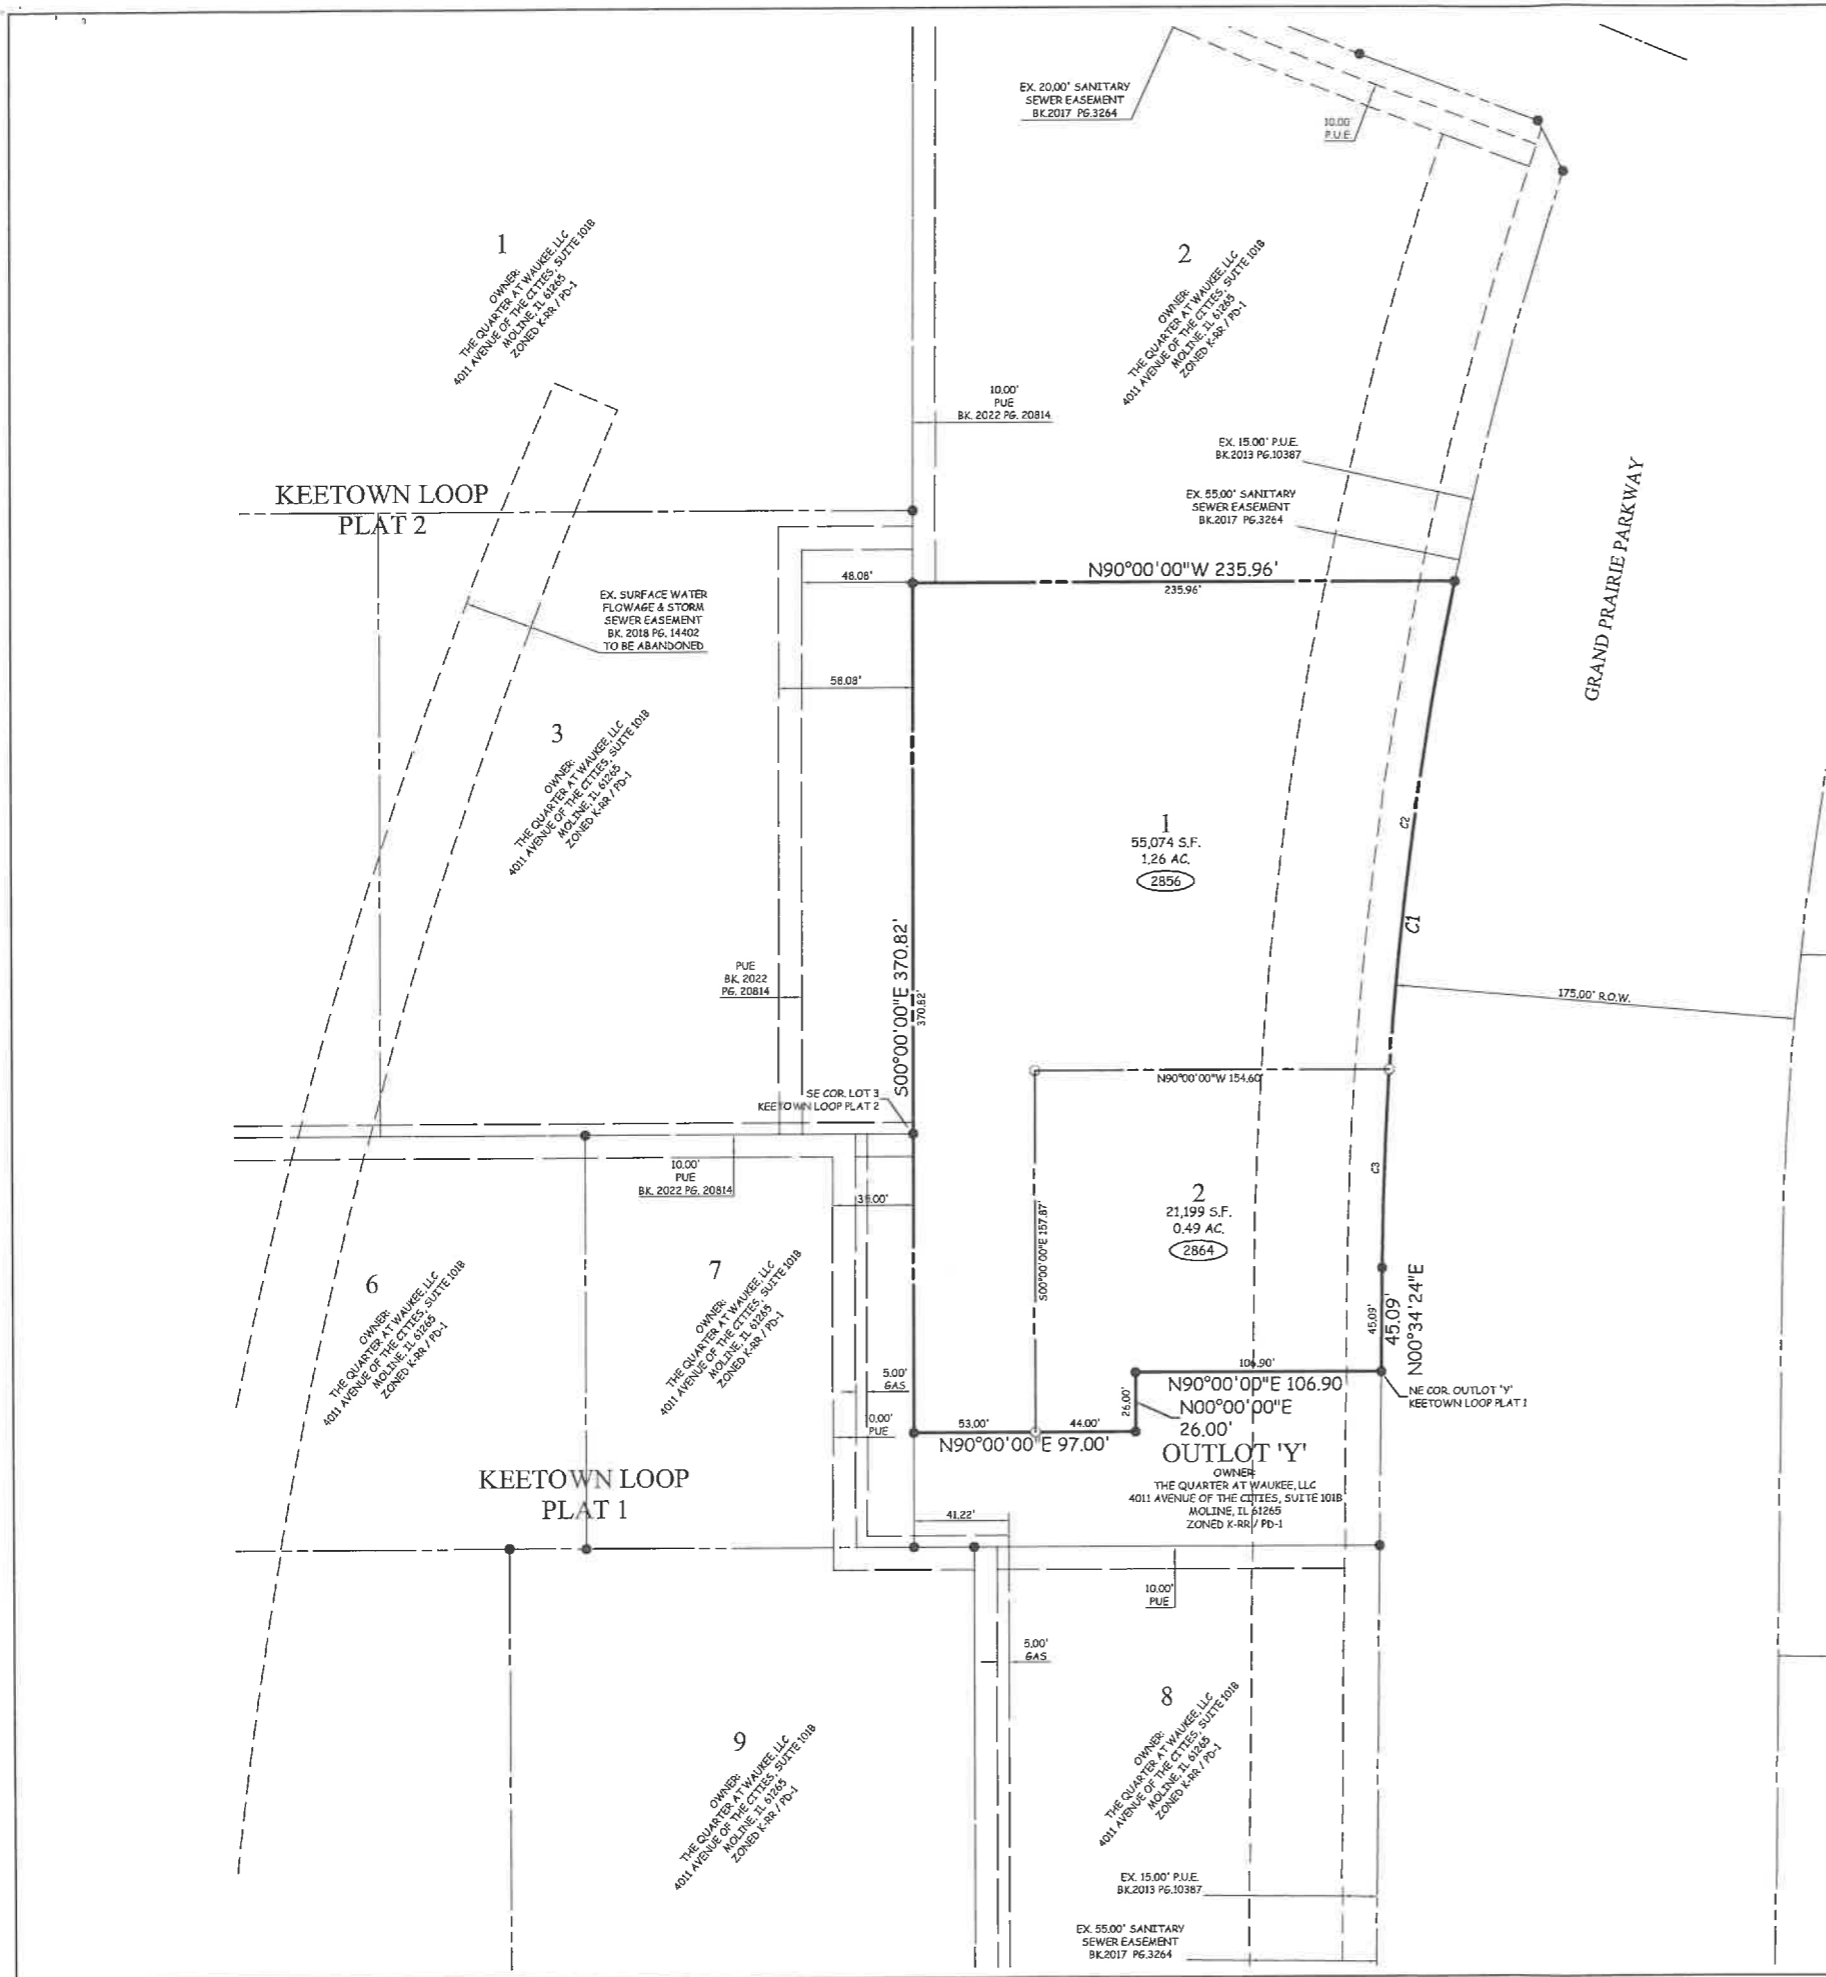 EX. 20.00' SANITARY
SEWER EASEMENT
BK.2017 PG.3264
10.00'
P.U.E.
1
OWNER:
THE QUARTER AT WAUKEE, LLC
4011 AVENUE OF THE CITIES, SUITE 101B
MOLINE, IL 61265
ZONED K-RR / PD-1
2
OWNER:
THE QUARTER AT WAUKEE, LLC
4011 AVENUE OF THE CITIES, SUITE 101B
MOLINE, IL 61265
ZONED K-RR / PD-1
10.00'
PUE
BK. 2022 PG. 20814
EX. 15.00' P.U.E.
BK.2013 PG.10387
EX. 55.00' SANITARY
SEWER EASEMENT
BK.2017 PG.3264
GRAND PRAIRIE PARKWAY
KEETOWN LOOP
PLAT 2
N90°00'00"W 235.96'
235.96'
48.08'
EX. SURFACE WATER
FLOWAGE & STORM
SEWER EASEMENT
BK. 2018 PG. 14402
TO BE ABANDONED
58.08'
3
OWNER:
THE QUARTER AT WAUKEE, LLC
4011 AVENUE OF THE CITIES, SUITE 101B
MOLINE, IL 61265
ZONED K-RR / PD-1
1
55,074 S.F.
1.26 AC.
2856
C2
C1
S00°00'00"E 370.82'
370.82'
PUE
BK. 2022
PG. 20814
175.00' R.O.W.
N90°00'00"W 154.60'
SE COR. LOT 3
KEETOWN LOOP PLAT 2
10.00'
PUE
BK. 2022 PG. 20814
35.00'
C3
S00°00'00"E 157.87'
2
21,199 S.F.
0.49 AC.
2864
6
OWNER:
THE QUARTER AT WAUKEE, LLC
4011 AVENUE OF THE CITIES, SUITE 101B
MOLINE, IL 61265
ZONED K-RR / PD-1
7
OWNER:
THE QUARTER AT WAUKEE, LLC
4011 AVENUE OF THE CITIES, SUITE 101B
MOLINE, IL 61265
ZONED K-RR / PD-1
45.09'
45.09'
N00°34'24"E
5.00'
GAS
106.90'
N90°00'00"E 106.90
NE COR. OUTLOT 'Y'
KEETOWN LOOP PLAT 1
26.00'
N00°00'00"E
26.00'
PUE
53.00'
44.00'
N90°00'00"E 97.00'
OUTLOT 'Y'
OWNER:
THE QUARTER AT WAUKEE, LLC
4011 AVENUE OF THE CITIES, SUITE 101B
MOLINE, IL 61265
ZONED K-RR / PD-1
KEETOWN LOOP
PLAT 1
41.22'
10.00'
PUE
5.00'
GAS
8
OWNER:
THE QUARTER AT WAUKEE, LLC
4011 AVENUE OF THE CITIES, SUITE 101B
MOLINE, IL 61265
ZONED K-RR / PD-1
9
OWNER:
THE QUARTER AT WAUKEE, LLC
4011 AVENUE OF THE CITIES, SUITE 101B
MOLINE, IL 61265
ZONED K-RR / PD-1
EX. 15.00' P.U.E.
BK.2013 PG.10387
EX. 55.00' SANITARY
SEWER EASEMENT
BK.2017 PG.3264